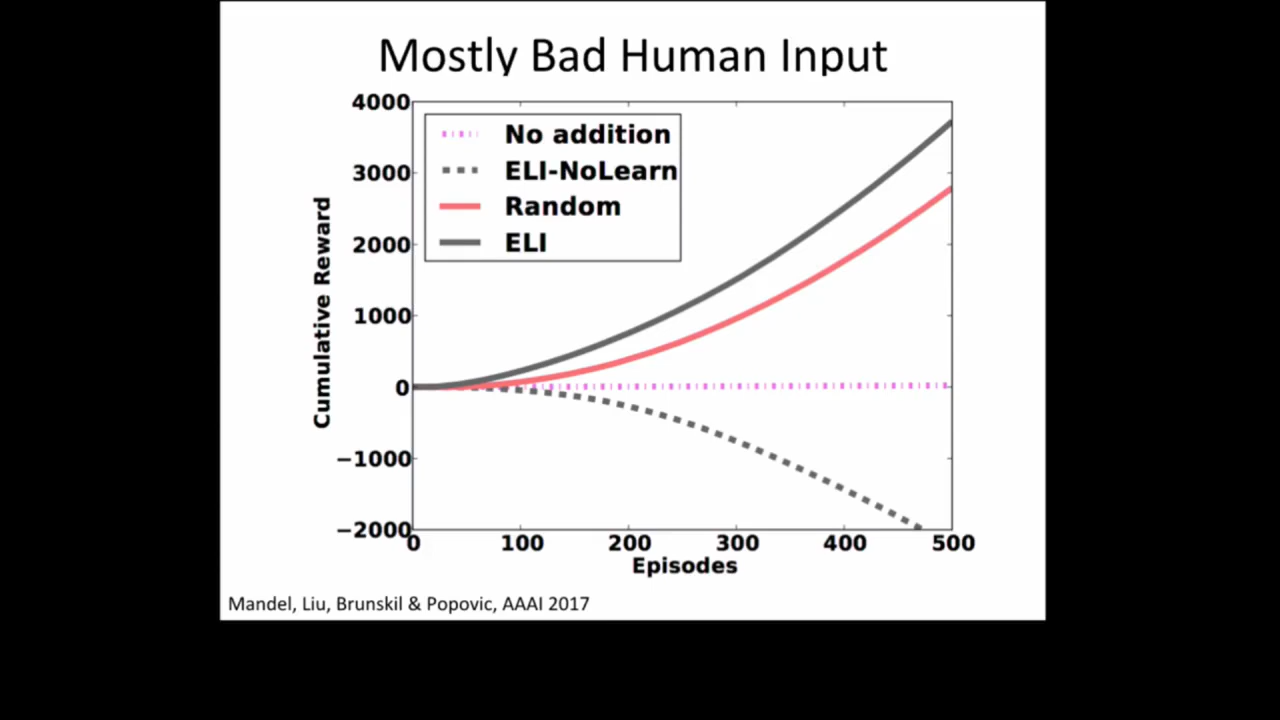 Mostly Bad Human Input
4000
3000
2000
1000
0
−1000
−2000
Cumulative Reward
No addition
ELI-NoLearn
Random
ELI
0 100 200 300 400 500
Episodes
Mandel, Liu, Brunskil & Popovic, AAAI 2017